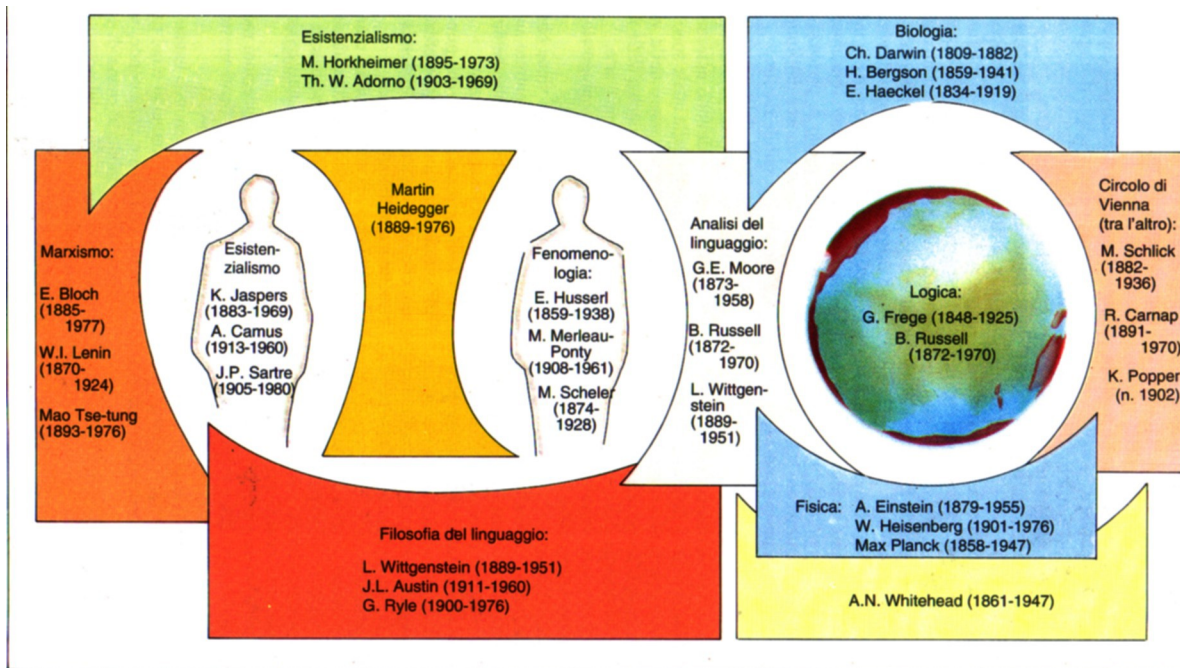 Esistenzialismo:
M. Horkheimer (1895-1973)
Th. W. Adorno (1903-1969)
Biologia:
Ch. Darwin (1809-1882)
H. Bergson (1859-1941)
E. Haeckel (1834-1919)
Marxismo:
E. Bloch
(1885-
1977)
W.I. Lenin
(1870-
1924)
Mao Tse-tung
(1893-1976)
Esisten-
zialismo
K. Jaspers
(1883-1969)
A. Camus
(1913-1960)
J.P. Sartre
(1905-1980)
Martin
Heidegger
(1889-1976)
Fenomeno-
logia:
E. Husserl
(1859-1938)
M. Merleau-
Ponty
(1908-1961)
M. Scheler
(1874-
1928)
Analisi del
linguaggio:
G.E. Moore
(1873-
1958)
B. Russell
(1872-
1970)
L. Wittgen-
stein
(1889-
1951)
Logica:
G. Frege (1848-1925)
B. Russell
(1872-1970)
Circolo di
Vienna
(tra l'altro):
M. Schlick
(1882-
1936)
R. Carnap
(1891-
1970)
K. Popper
(n. 1902)
Filosofia del linguaggio:
L. Wittgenstein (1889-1951)
J.L. Austin (1911-1960)
G. Ryle (1900-1976)
Fisica: A. Einstein (1879-1955)
W. Heisenberg (1901-1976)
Max Planck (1858-1947)
A.N. Whitehead (1861-1947)